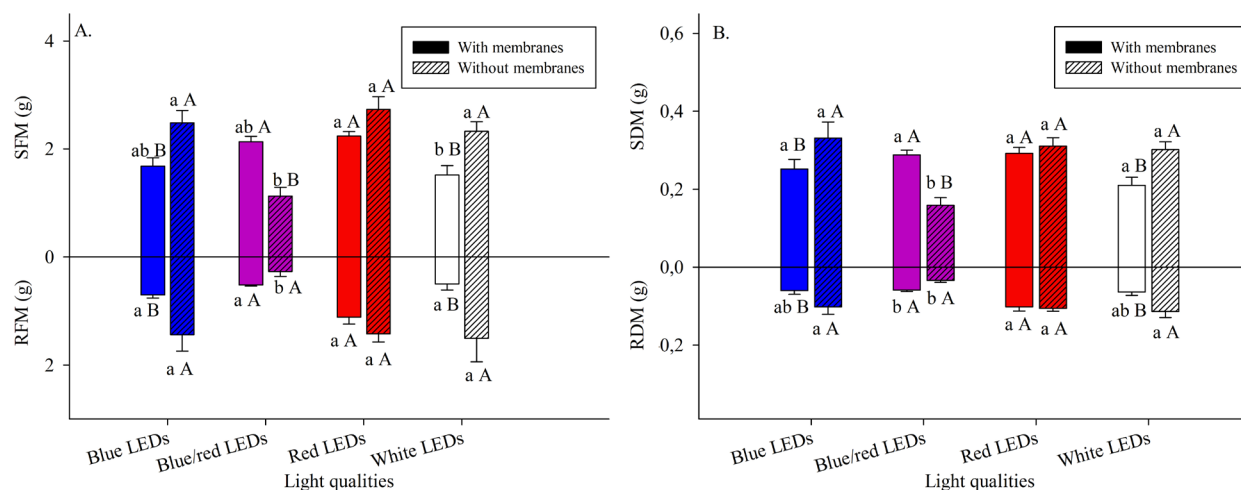 A.
4
2
0
2
SFM (g)
RFM (g)
With membranes
Without membranes
ab B
a A
ab A
b B
a A
a A
b B
a A
a B
a A
a A
b A
a A
a A
a B
a A
Blue LEDs
Blue/red LEDs
Red LEDs
White LEDs
Light qualities
B.
0,6
0,4
0,2
0,0
0,2
SDM (g)
RDM (g)
With membranes
Without membranes
a B
a A
a A
b B
a A
a A
a B
a A
ab B
a A
b A
b A
a A
a A
ab B
a A
Blue LEDs
Blue/red LEDs
Red LEDs
White LEDs
Light qualities